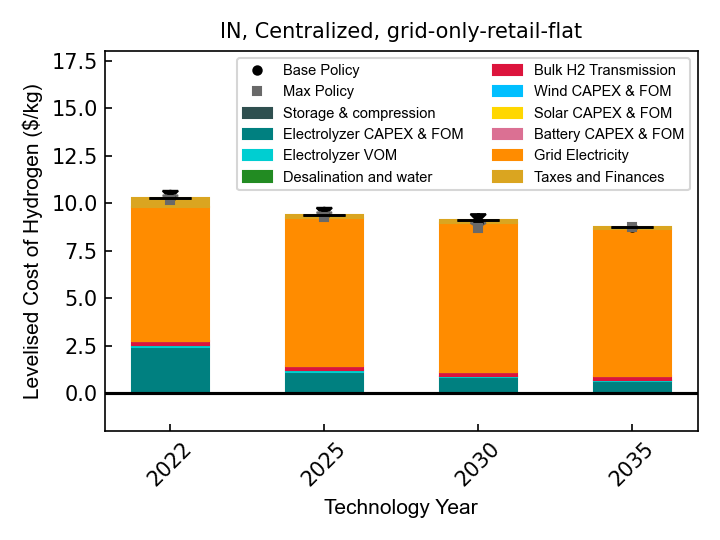 IN, Centralized, grid-only-retail-flat
Levelised Cost of Hydrogen ($/kg)
17.5
15.0
12.5
10.0
7.5
5.0
2.5
0.0
Base Policy
Max Policy
Storage & compression
Electrolyzer CAPEX & FOM
Electrolyzer VOM
Desalination and water
Bulk H2 Transmission
Wind CAPEX & FOM
Solar CAPEX & FOM
Battery CAPEX & FOM
Grid Electricity
Taxes and Finances
2022
2025
2030
2035
Technology Year